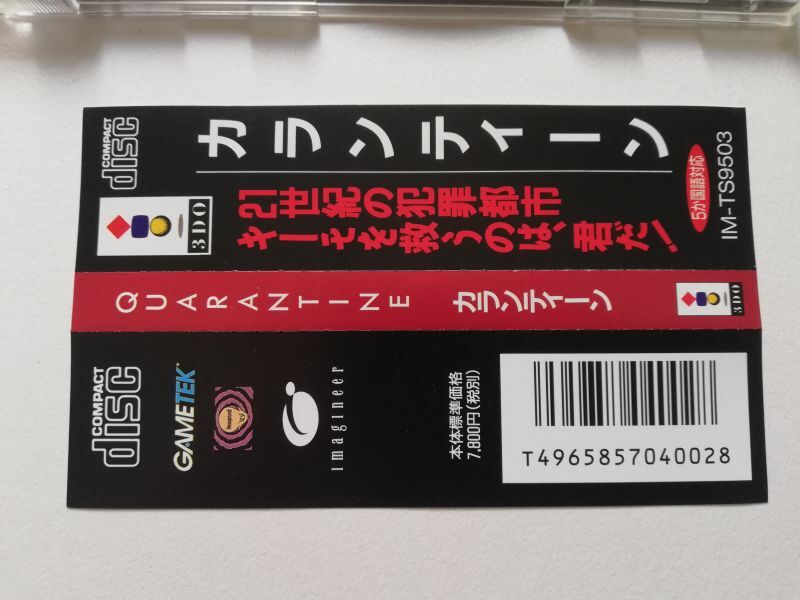 COMPACT
disc
カランティーン
3DO
21世紀の犯罪都市
キーモを救うのは、君だ!
5か国語対応
IM-TS9503
QUARANTINE カランティーン
3DO
COMPACT
disc
GAMETEK
imagineer
本体標準価格
7,800円(税別)
T4965857040028